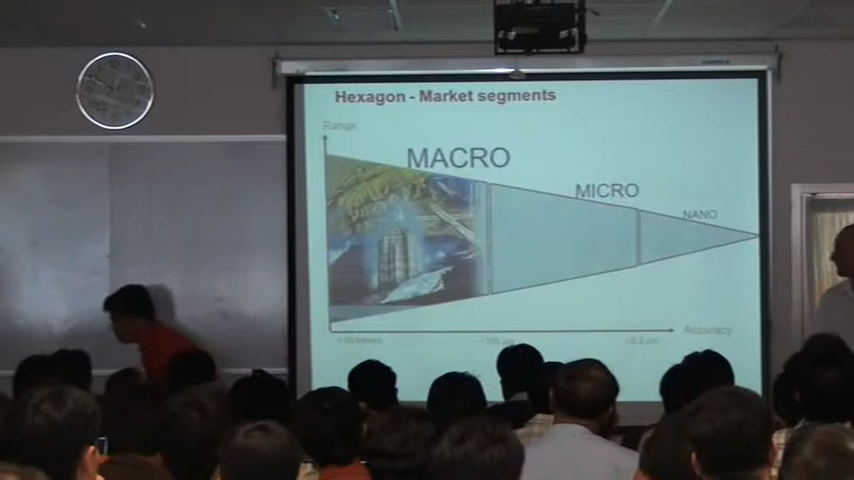 Hexagon - Market segments
Range
MACRO
MICRO
NANO
Accuracy